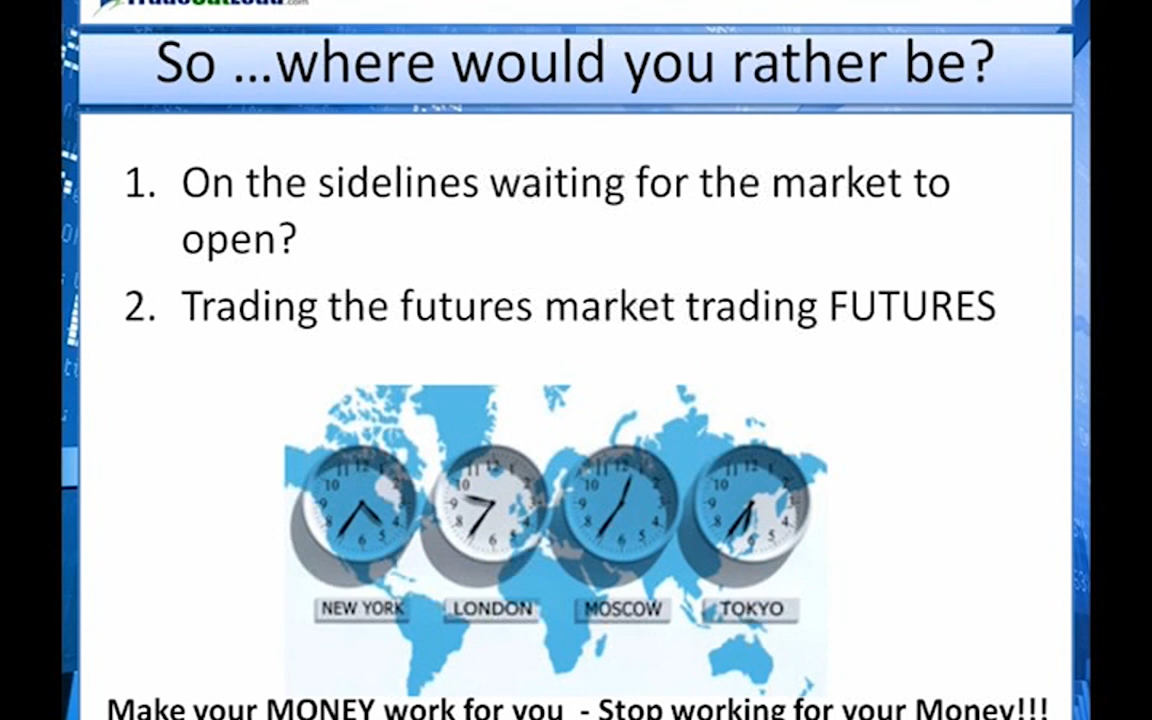 So ...where would you rather be?
1. On the sidelines waiting for the market to
open?
2. Trading the futures market trading FUTURES
NEW YORK LONDON MOSCOW TOKYO
Make your MONEY work for you - Stop working for your Money!!!